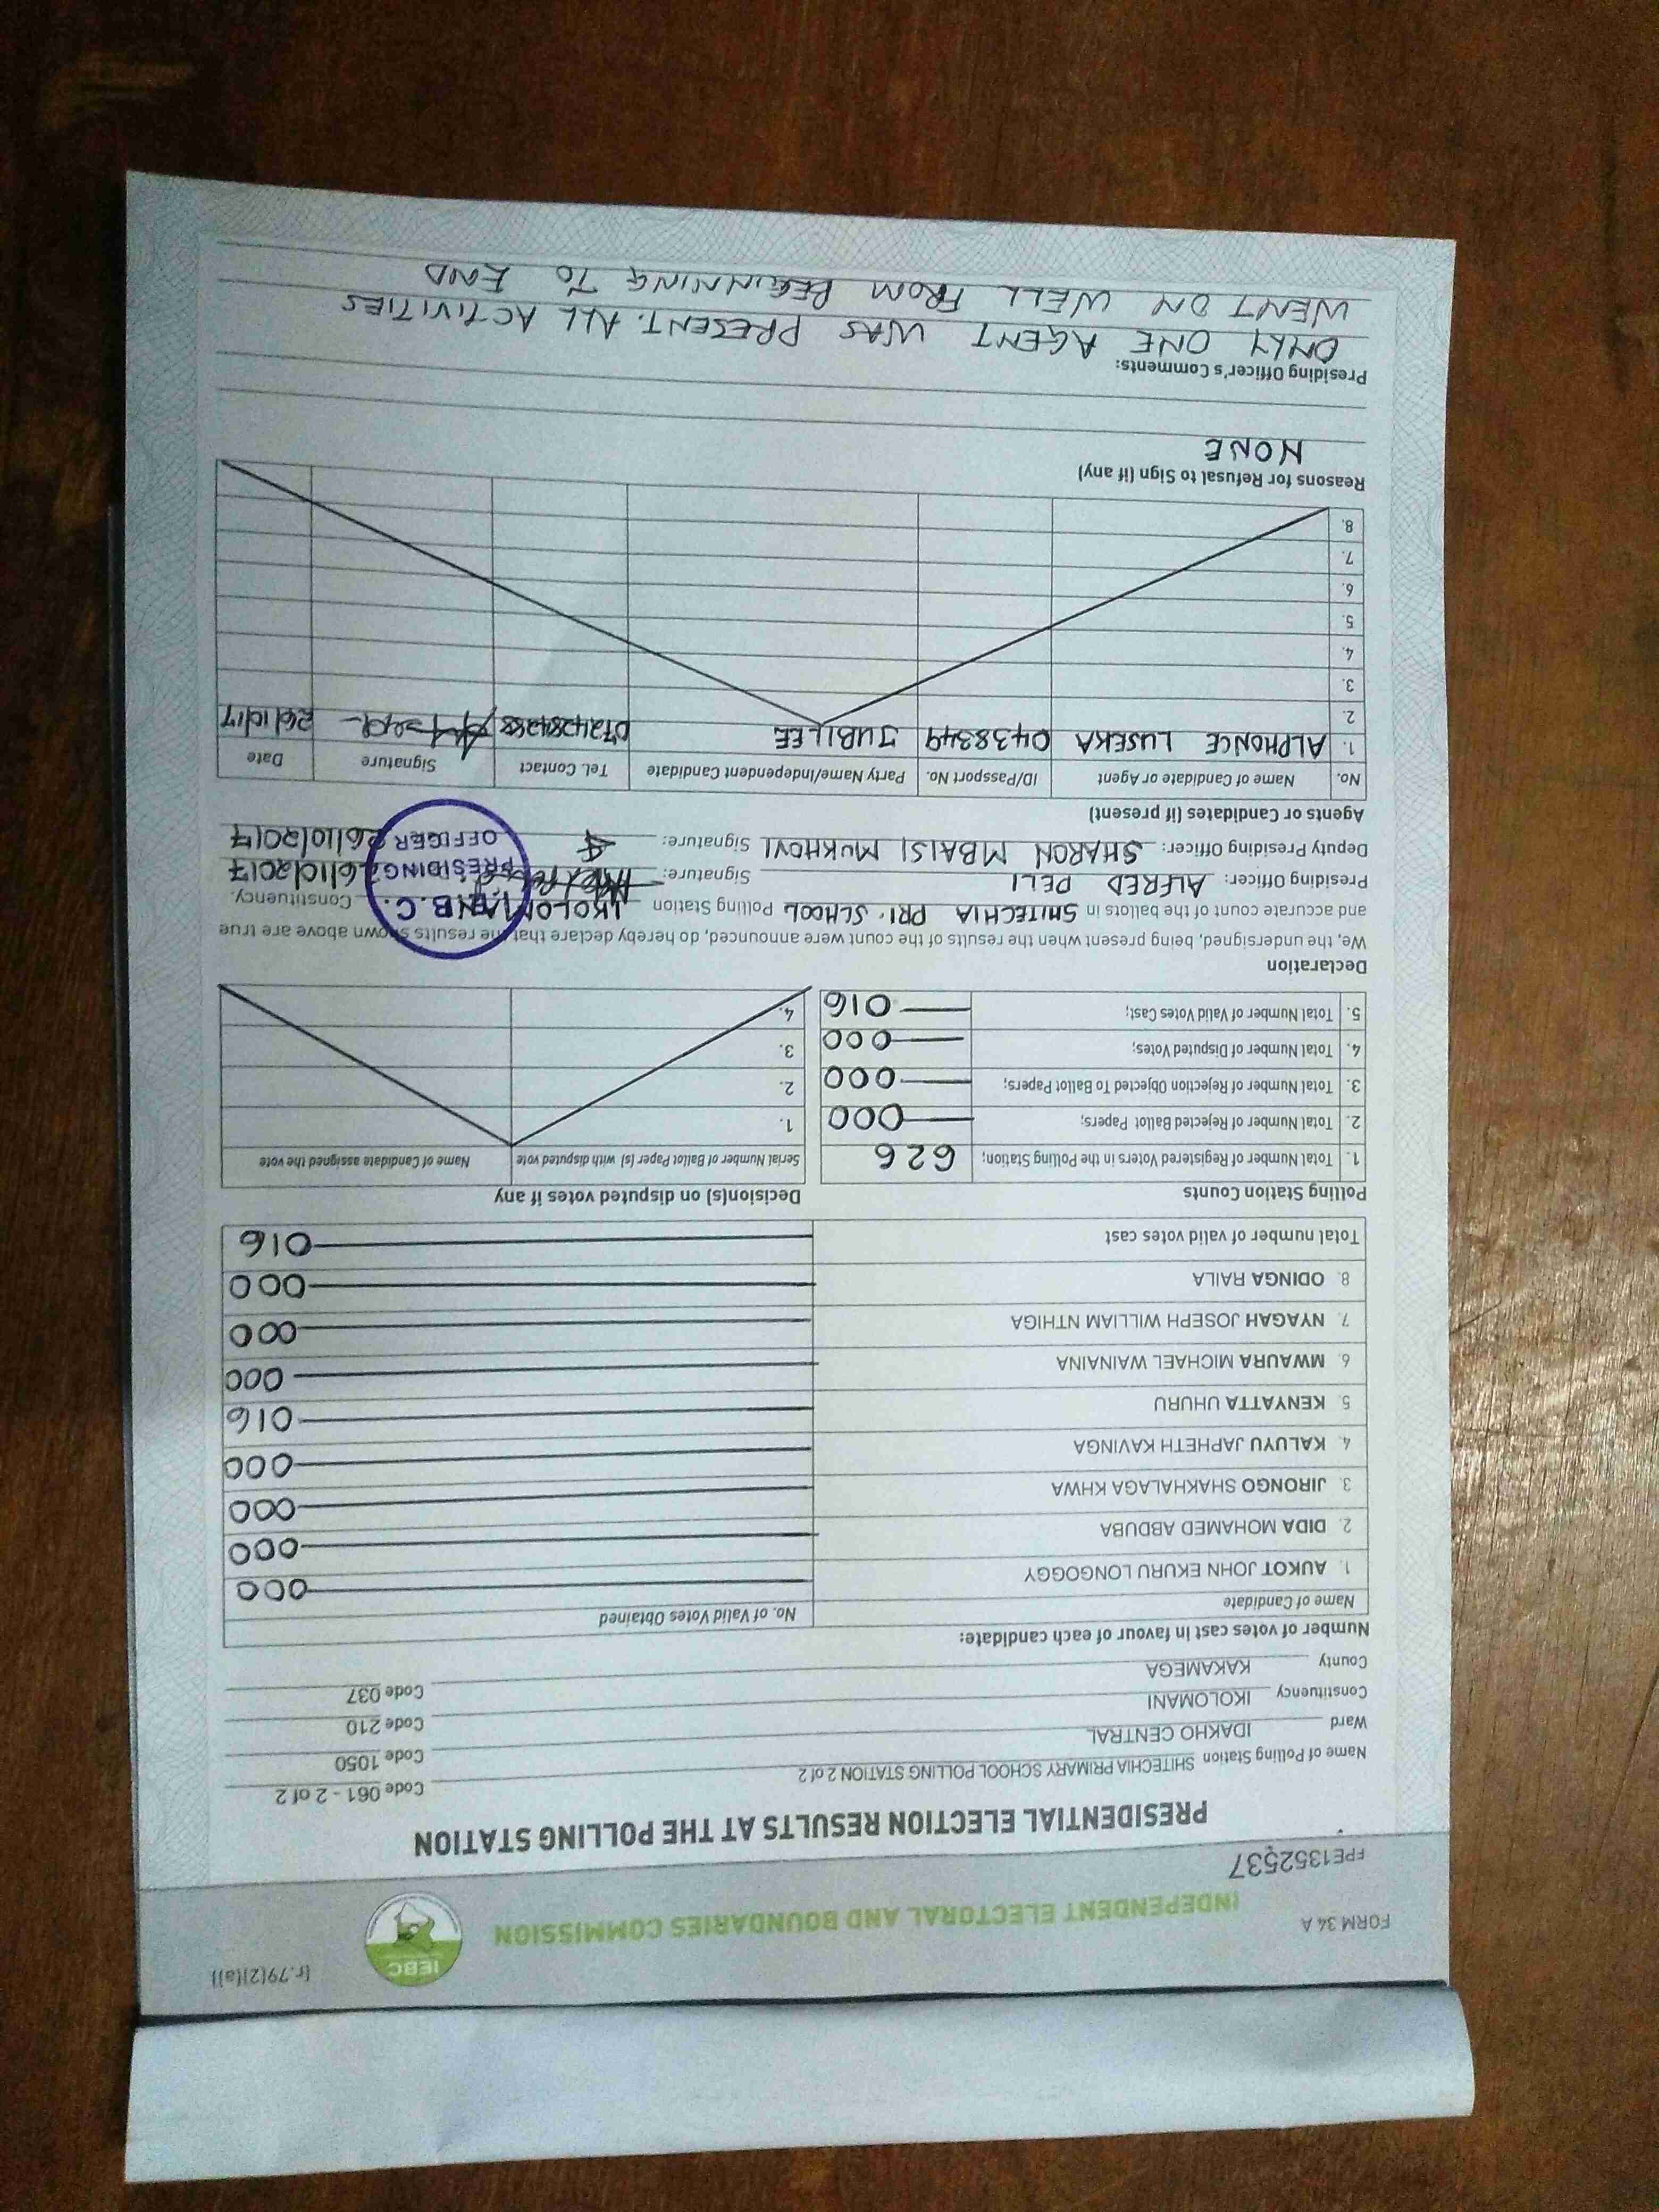 FORM 34 A
(r.79(2)(a))
INDEPENDENT ELECTORAL AND BOUNDARIES COMMISSION
IEBC
FPE1352537
PRESIDENTIAL ELECTION RESULTS AT THE POLLING STATION
Name of Polling Station SHITECHIA PRIMARY SCHOOL POLLING STATION 2 of 2 Code 061 - 2 of 2
Ward IDAKHO CENTRAL Code 1050
Constituency IKOLOMANI Code 210
County KAKAMEGA Code 037
Number of votes cast in favour of each candidate:
Name of Candidate No. of Valid Votes Obtained
1. AUKOT JOHN EKURU LONGOGGY 000
2. DIDA MOHAMED ABDUBA 000
3. JIRONGO SHAKHALAGA KHWA 000
4. KALUYU JAPHETH KAVINGA 000
5. KENYATTA UHURU 016
6. MWAURA MICHAEL WAINAINA 000
7. NYAGAH JOSEPH WILLIAM NTHIGA 000
8. ODINGA RAILA 000
Total number of valid votes cast 016
Polling Station Counts Decision(s) on disputed votes if any
1. Total Number of Registered Voters in the Polling Station; 626 Serial Number of Ballot Paper (s) with disputed vote Name of Candidate assigned the vote
2. Total Number of Rejected Ballot Papers; 000 1.
3. Total Number of Rejection Objected To Ballot Papers; 000 2.
4. Total Number of Disputed Votes; 000 3.
5. Total Number of Valid Votes Cast; 016 4.
Declaration
We, the undersigned, being present when the results of the count were announced, do hereby declare that the results shown above are true
and accurate count of the ballots in SHITECHIA PRI. SCHOOL Polling Station IKOLOMANI Constituency.
Presiding Officer: ALFRED DELI Signature: 26/10/2017
Deputy Presiding Officer: SHARON MBAISI MUKHOVI Signature: 26/10/2017
I.E.B.C.
PRESIDING
OFFICER
Agents or Candidates (if present)
No. Name of Candidate or Agent ID/Passport No. Party Name/Independent Candidate Tel. Contact Signature Date
1. ALPHONCE LUSEKA 0438349 JUBILEE 26/10/17
2.
3.
4.
5.
6.
7.
8.
Reasons for Refusal to Sign (if any)
NONE
Presiding Officer's Comments:
ONLY ONE AGENT WAS PRESENT. ALL ACTIVITIES
WENT ON WELL FROM BEGINNING TO END